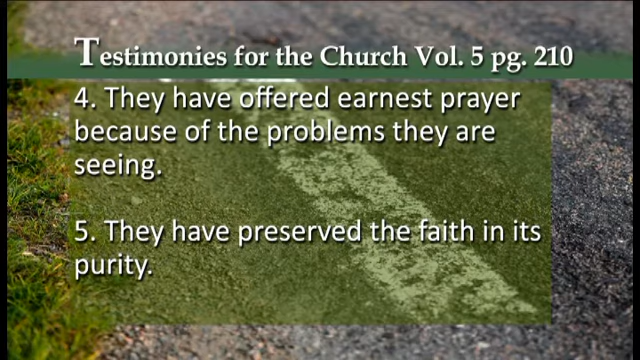 Testimonies for the Church Vol. 5 pg. 210
4. They have offered earnest prayer
because of the problems they are
seeing.
5. They have preserved the faith in its
purity.